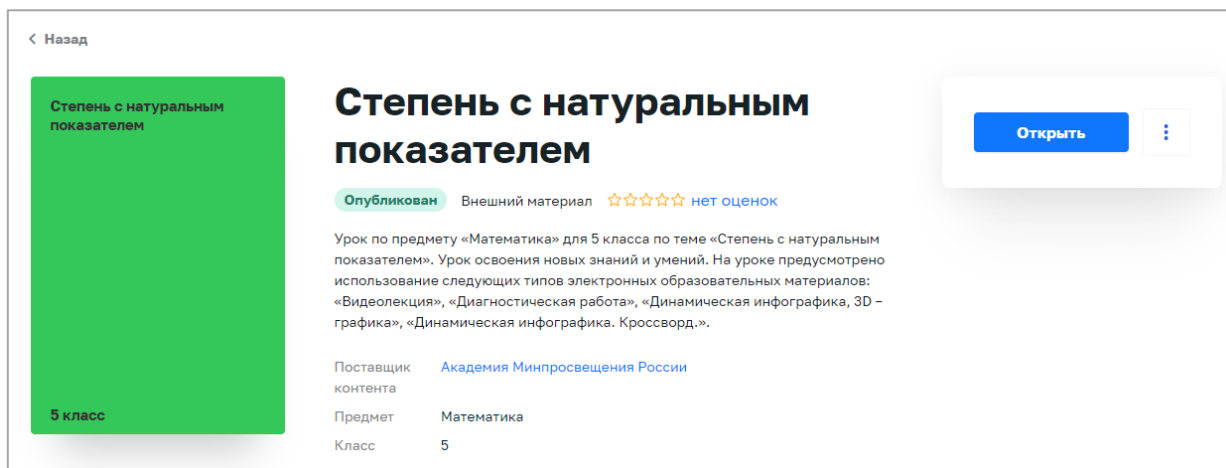 Назад
Степень с натуральным
показателем
5 класс
Степень с натуральным
показателем
Опубликован Внешний материал нет оценок
Урок по предмету «Математика» для 5 класса по теме «Степень с натуральным
показателем». Урок освоения новых знаний и умений. На уроке предусмотрено
использование следующих типов электронных образовательных материалов:
«Видеолекция», «Диагностическая работа», «Динамическая инфографика, 3D –
графика», «Динамическая инфографика. Кроссворд.».
Поставщик Академия Минпросвещения России
контента
Предмет Математика
Класс 5
Открыть